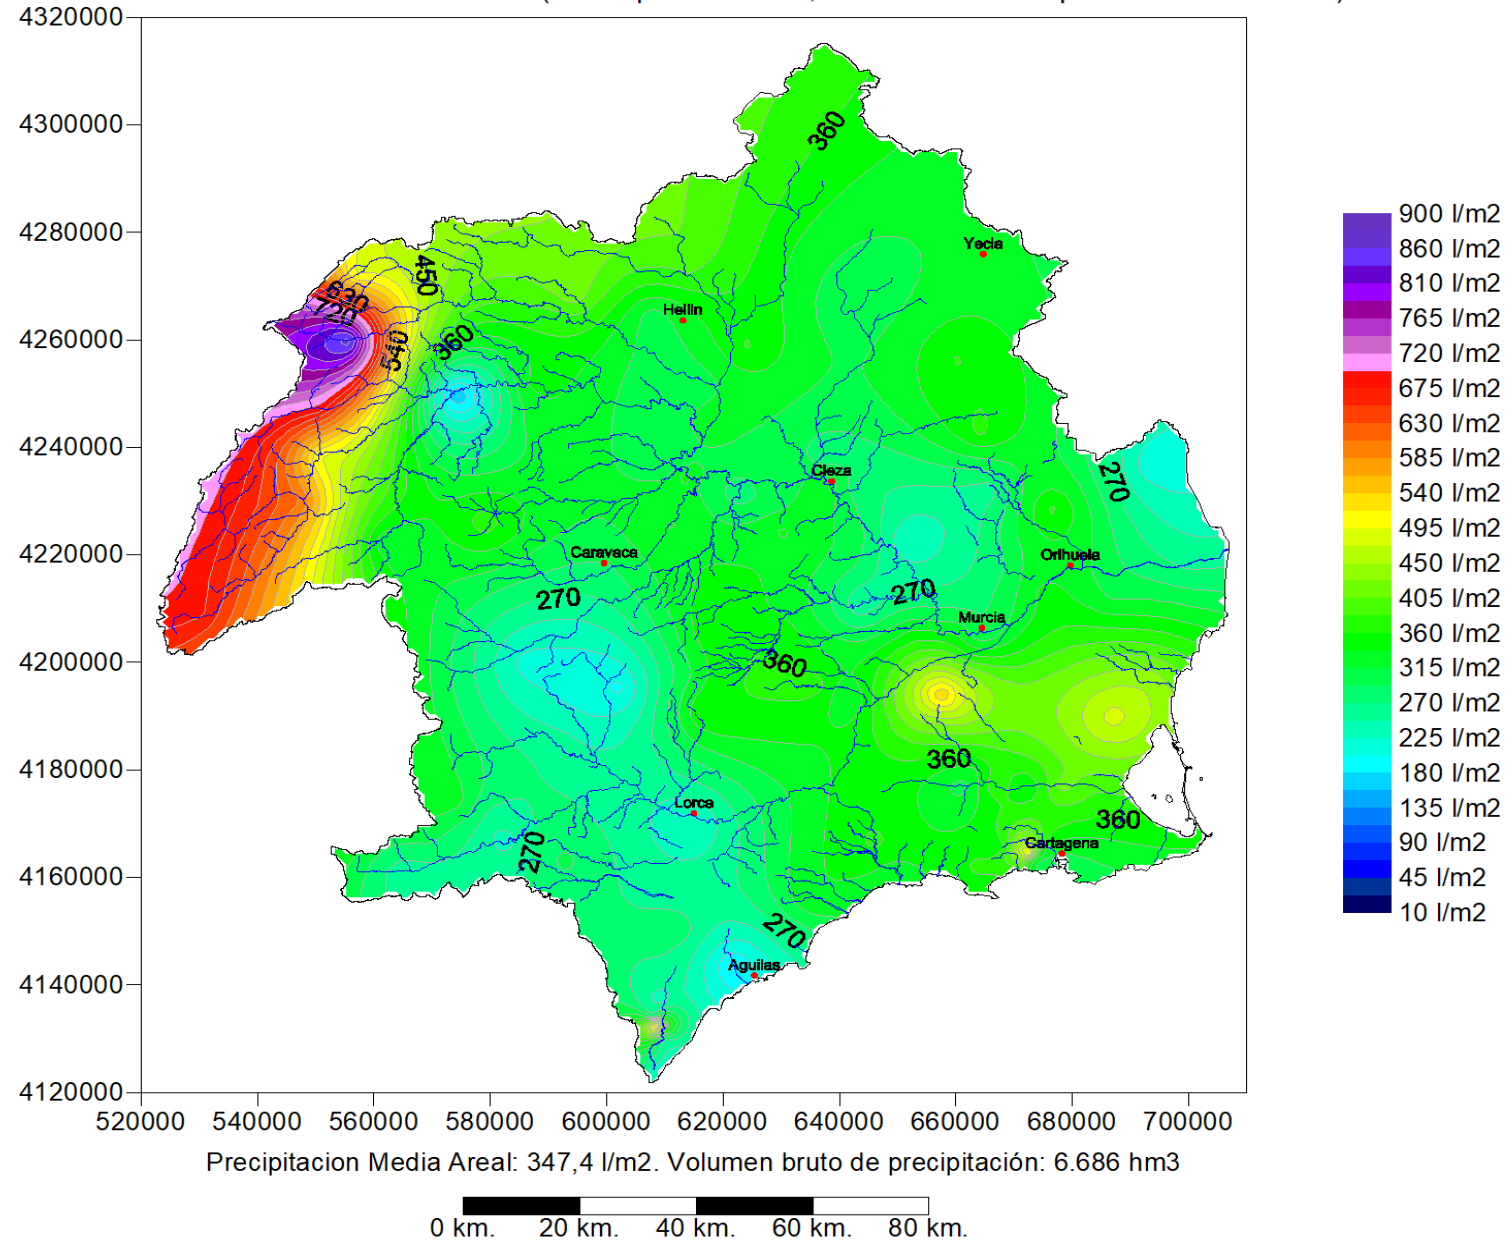 4320000
4300000
360
4280000
Yecla
900 l/m2
860 l/m2
450
810 l/m2
630
720
Hellin
765 l/m2
4260000
540
360
720 l/m2
675 l/m2
630 l/m2
4240000
585 l/m2
Cieza
270
540 l/m2
495 l/m2
4220000
Caravaca
Orihuela
450 l/m2
270
270
405 l/m2
Murcia
360 l/m2
4200000
360
315 l/m2
270 l/m2
225 l/m2
360
4180000
180 l/m2
Lorca
135 l/m2
360
90 l/m2
270
Cartagena
4160000
45 l/m2
10 l/m2
270
Aguilas
4140000
4120000
520000 540000 560000 580000 600000 620000 640000 660000 680000 700000
Precipitacion Media Areal: 347,4 l/m2. Volumen bruto de precipitación: 6.686 hm3
0 km. 20 km. 40 km. 60 km. 80 km.